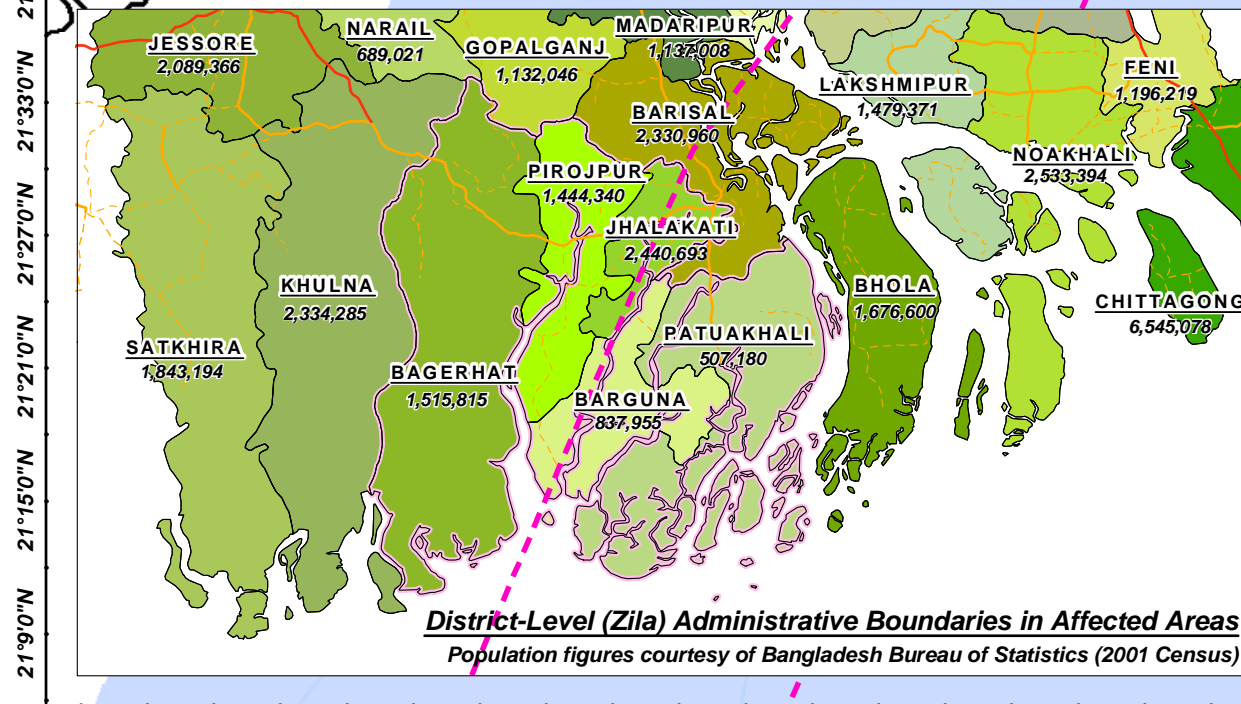 JESSORE
2,089,366
NARAIL
689,021
GOPALGANJ
1,132,046
MADARIPUR
1,137,008
BARISAL
2,330,960
LAKSHMIPUR
1,479,371
FENI
1,196,219
NOAKHALI
2,533,394
PIROJPUR
1,444,340
JHALAKATI
2,440,693
KHULNA
2,334,285
BHOLA
1,676,600
CHITTAGONG
6,545,078
SATKHIRA
1,843,194
PATUAKHALI
507,180
BAGERHAT
1,515,815
BARGUNA
837,955
21°33'0"N
21°27'0"N
21°21'0"N
21°15'0"N
21°9'0"N
District-Level (Zila) Administrative Boundaries in Affected Areas
Population figures courtesy of Bangladesh Bureau of Statistics (2001 Census)